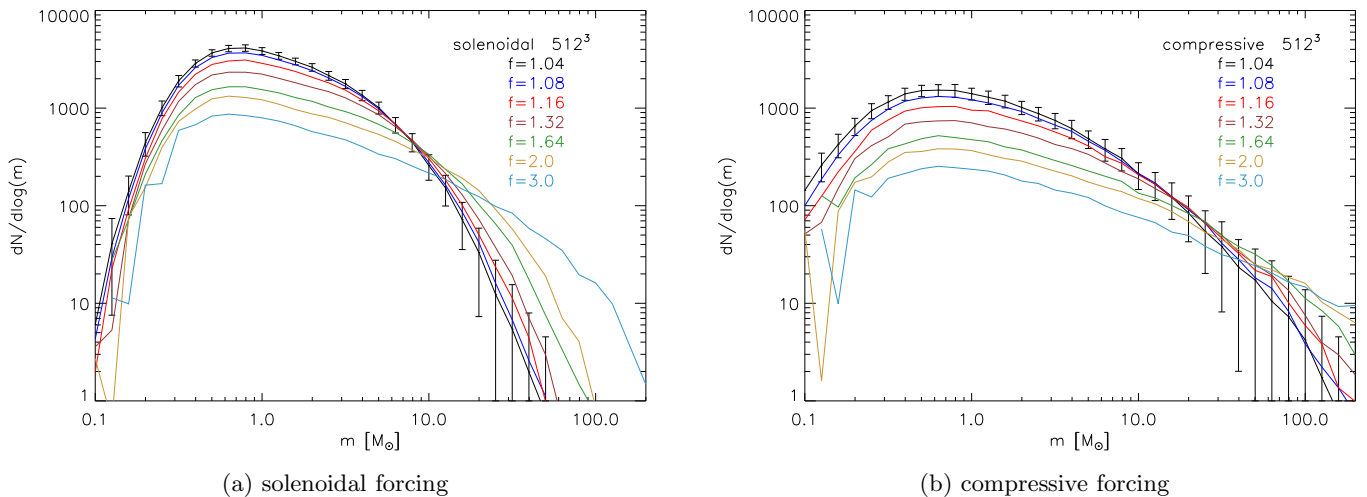 10000
1000
100
10
1
dN/dlog(m)
0.1 1.0 10.0 100.0
m [M⊙]
solenoidal 512³
f=1.04
f=1.08
f=1.16
f=1.32
f=1.64
f=2.0
f=3.0
(a) solenoidal forcing
10000
1000
100
10
1
dN/dlog(m)
0.1 1.0 10.0 100.0
m [M⊙]
compressive 512³
f=1.04
f=1.08
f=1.16
f=1.32
f=1.64
f=2.0
f=3.0
(b) compressive forcing